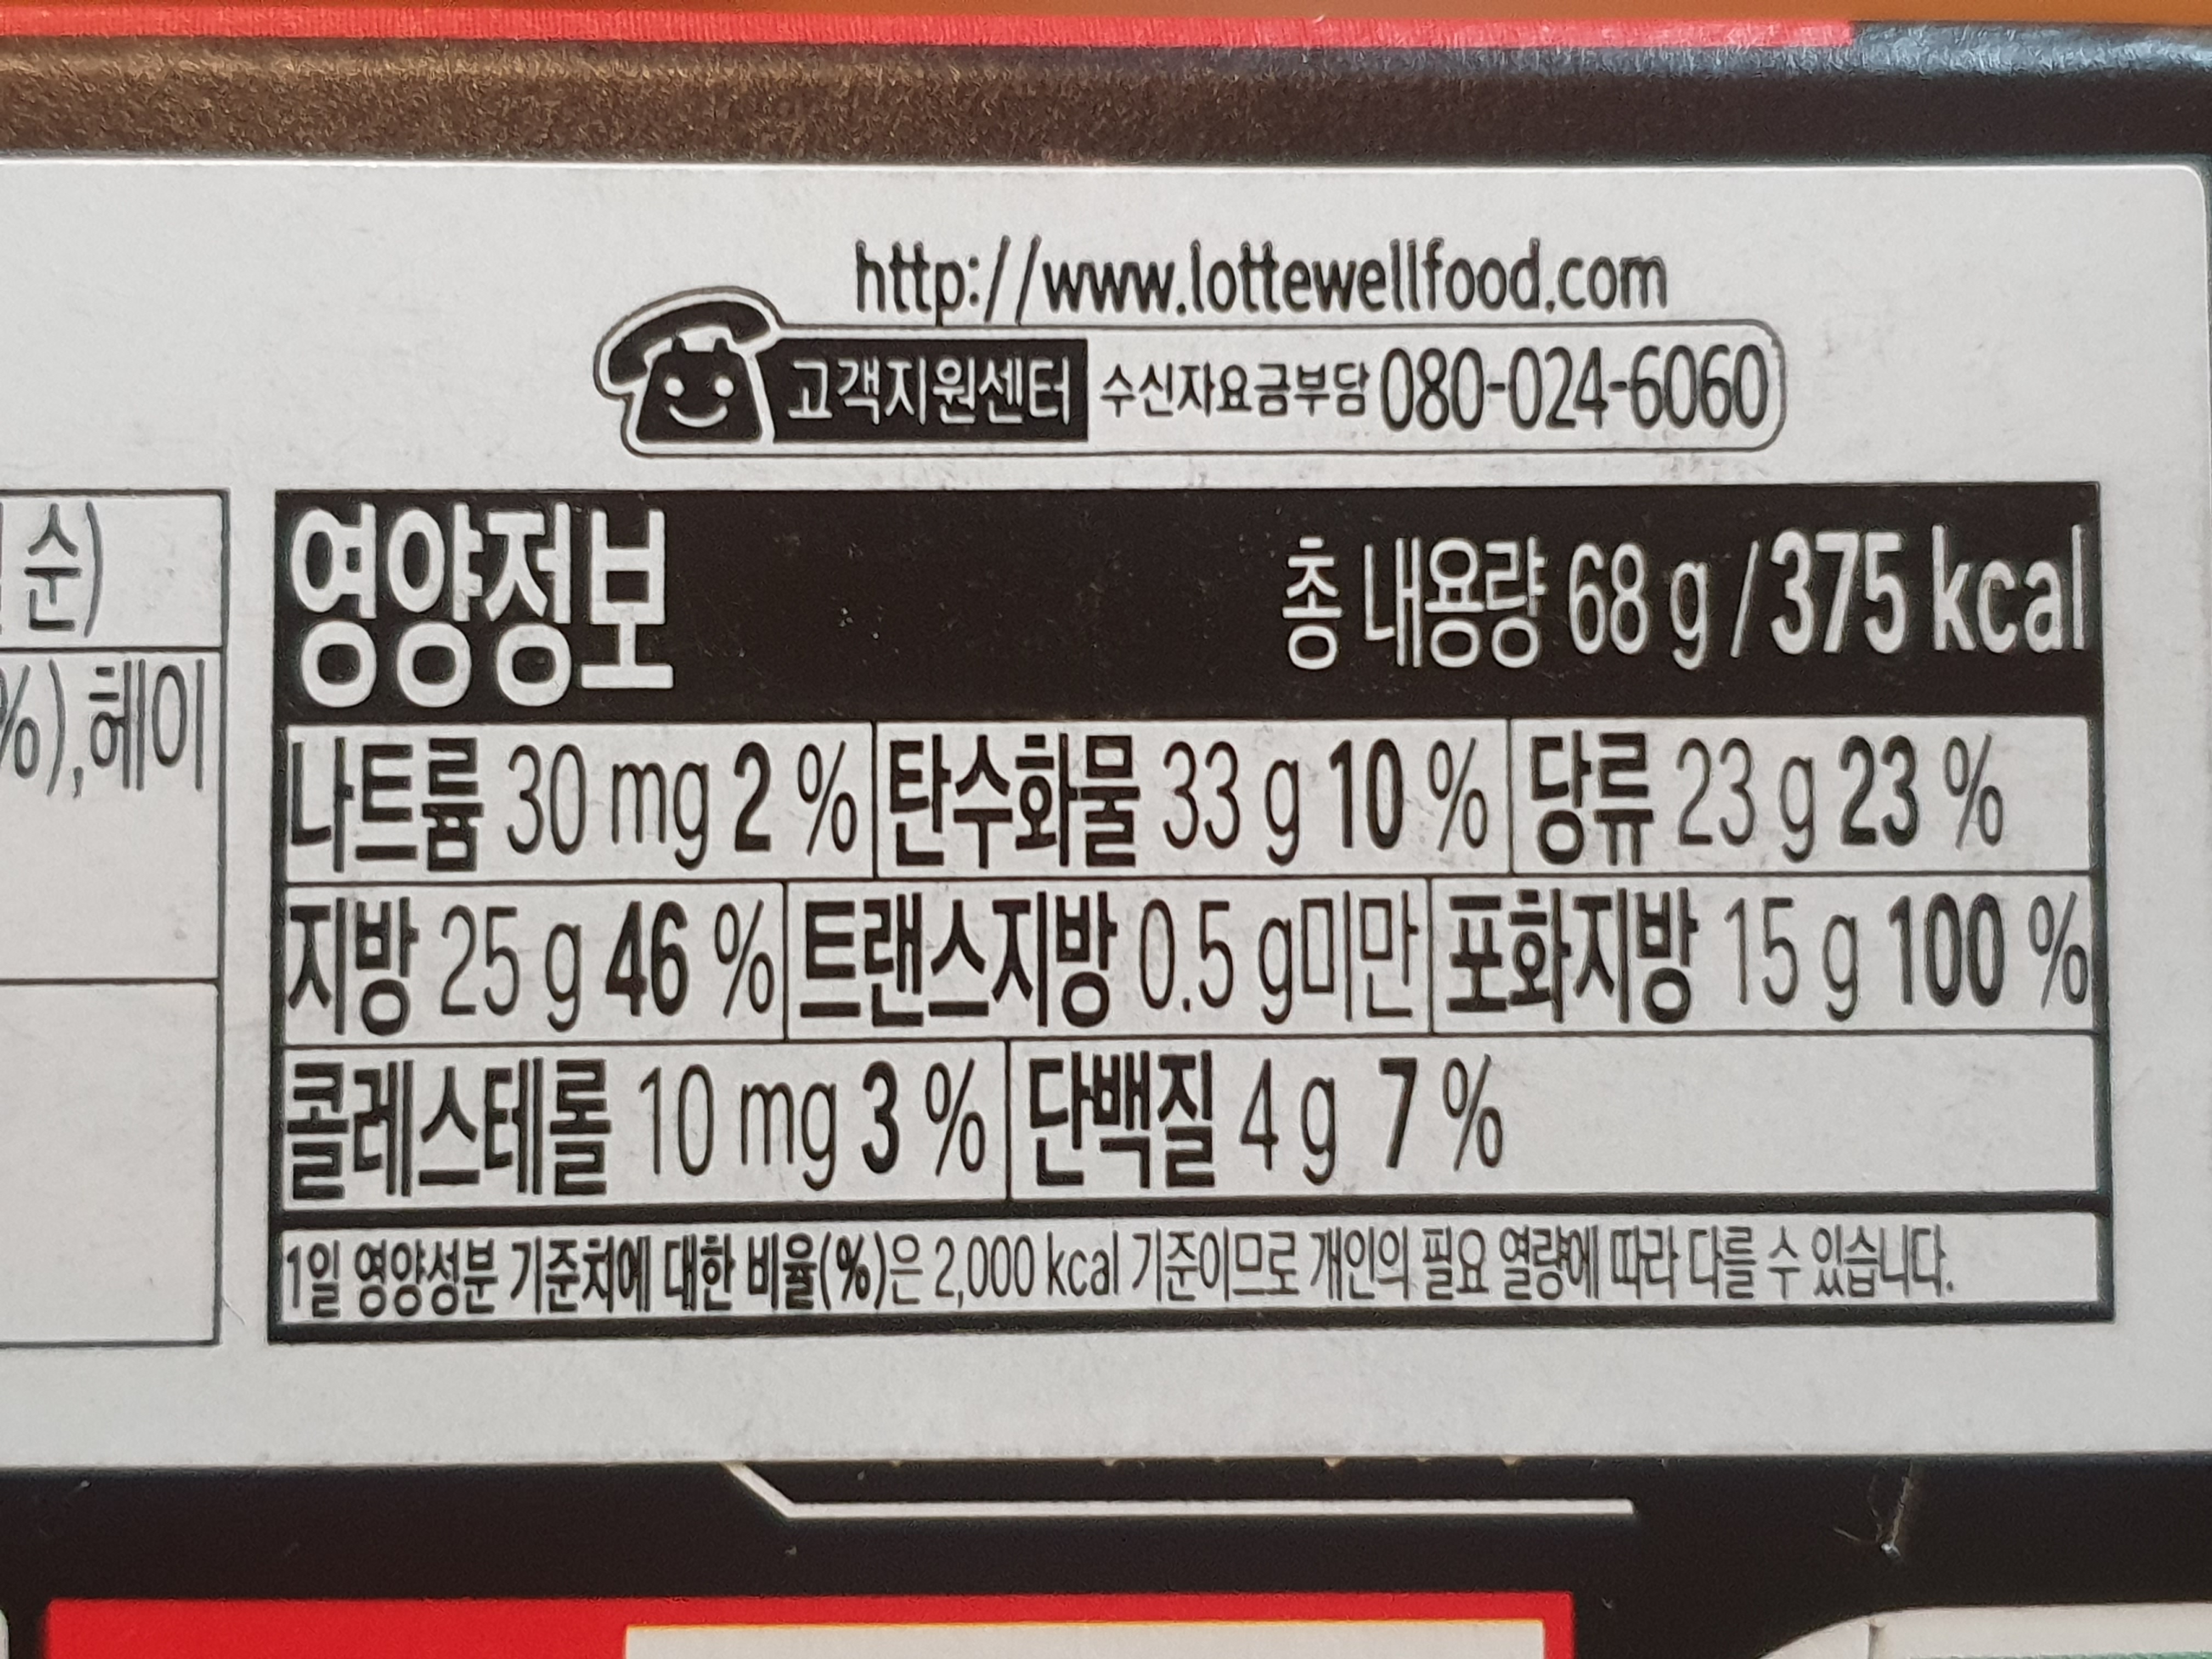 http://www.lottewellfood.com
고객지원센터 수신자요금부담 080-024-6060
순)
%),헤이
영양정보 총 내용량 68 g / 375 kcal
나트륨 30 mg 2 % 탄수화물 33 g 10 % 당류 23 g 23 %
지방 25 g 46 % 트랜스지방 0.5 g미만 포화지방 15 g 100 %
콜레스테롤 10 mg 3 % 단백질 4 g 7 %
1일 영양성분 기준치에 대한 비율(%)은 2,000 kcal 기준이므로 개인의 필요 열량에 따라 다를 수 있습니다.